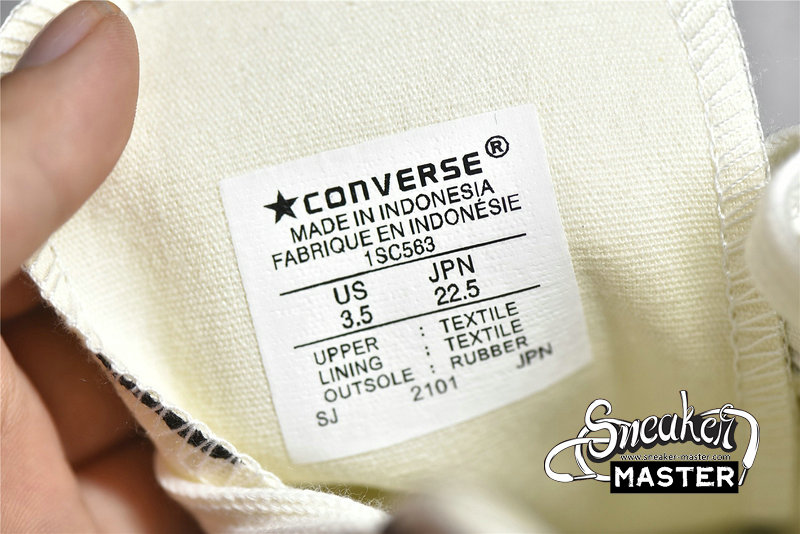 ★CONVERSE®
MADE IN INDONESIA
FABRIQUE EN INDONÉSIE
1SC563
US JPN
3.5 22.5
UPPER : TEXTILE
LINING : TEXTILE
OUTSOLE : RUBBER
SJ 2101 JPN
Sneaker
www.sneaker-master.com
MASTER